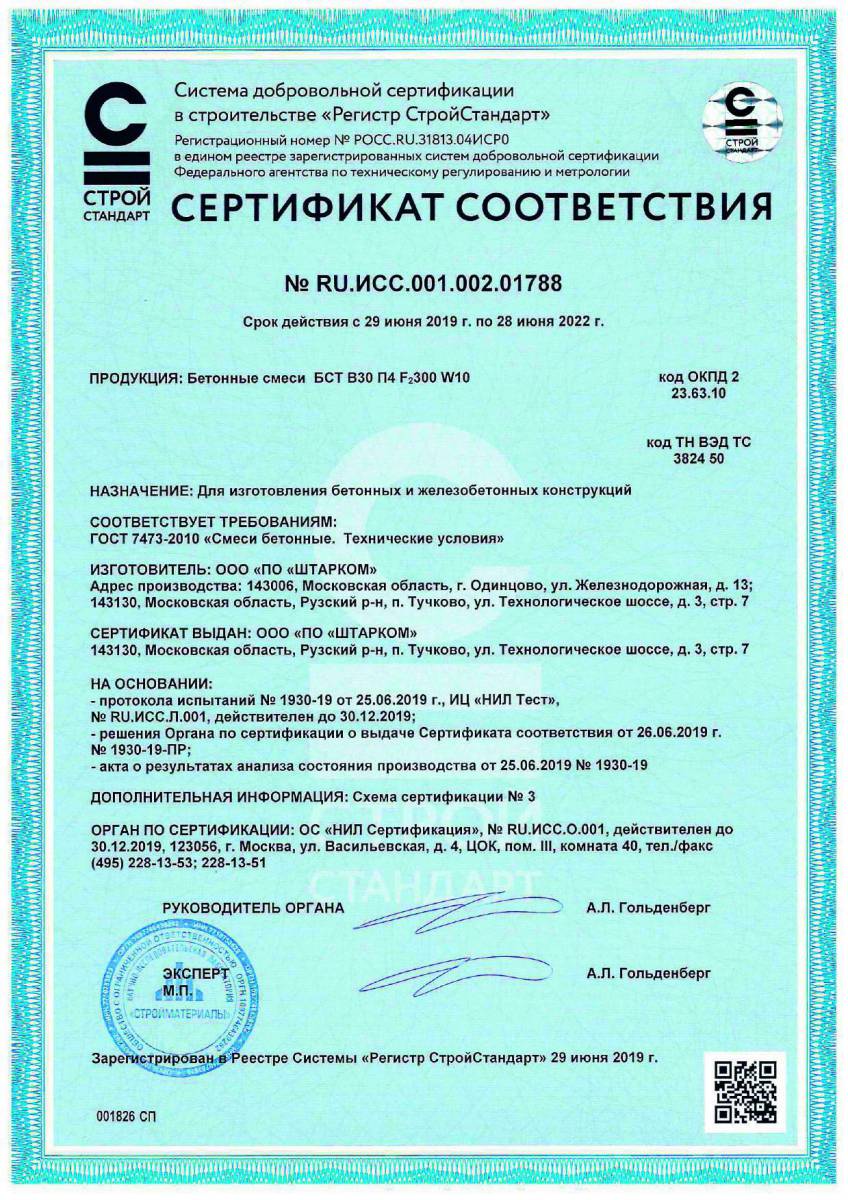 СТРОЙ
СТАНДАРТ
Система добровольной сертификации
в строительстве «Регистр СтройСтандарт»
Регистрационный номер № РОСС.RU.31813.04ИСР0
в едином реестре зарегистрированных систем добровольной сертификации
Федерального агентства по техническому регулированию и метрологии
СТРОЙ
СТАНДАРТ
СЕРТИФИКАТ СООТВЕТСТВИЯ
№ RU.ИСС.001.002.01788
Срок действия с 29 июня 2019 г. по 28 июня 2022 г.
ПРОДУКЦИЯ: Бетонные смеси БСТ В30 П4 F₂300 W10
код ОКПД 2
23.63.10
код ТН ВЭД ТС
3824 50
НАЗНАЧЕНИЕ: Для изготовления бетонных и железобетонных конструкций
СООТВЕТСТВУЕТ ТРЕБОВАНИЯМ:
ГОСТ 7473-2010 «Смеси бетонные. Технические условия»
ИЗГОТОВИТЕЛЬ: ООО «ПО «ШТАРКОМ»
Адрес производства: 143006, Московская область, г. Одинцово, ул. Железнодорожная, д. 13;
143130, Московская область, Рузский р-н, п. Тучково, ул. Технологическое шоссе, д. 3, стр. 7
СЕРТИФИКАТ ВЫДАН: ООО «ПО «ШТАРКОМ»
143130, Московская область, Рузский р-н, п. Тучково, ул. Технологическое шоссе, д. 3, стр. 7
НА ОСНОВАНИИ:
- протокола испытаний № 1930-19 от 25.06.2019 г., ИЦ «НИЛ Тест»,
№ RU.ИСС.Л.001, действителен до 30.12.2019;
- решения Органа по сертификации о выдаче Сертификата соответствия от 26.06.2019 г.
№ 1930-19-ПР;
- акта о результатах анализа состояния производства от 25.06.2019 № 1930-19
ДОПОЛНИТЕЛЬНАЯ ИНФОРМАЦИЯ: Схема сертификации № 3
ОРГАН ПО СЕРТИФИКАЦИИ: ОС «НИЛ Сертификация», № RU.ИСС.О.001, действителен до
30.12.2019, 123056, г. Москва, ул. Васильевская, д. 4, ЦОК, пом. III, комната 40, тел./факс
(495) 228-13-53; 228-13-51
СТРОЙ
СТАНДАРТ
РУКОВОДИТЕЛЬ ОРГАНА
А.Л. Гольденберг
ЭКСПЕРТ
А.Л. Гольденберг
М.П.
ОБЩЕСТВО С ОГРАНИЧЕННОЙ ОТВЕТСТВЕННОСТЬЮ
НАУЧНО-ИССЛЕДОВАТЕЛЬСКАЯ ЛАБОРАТОРИЯ
«СТРОЙМАТЕРИАЛЫ»
Зарегистрирован в Реестре Системы «Регистр СтройСтандарт» 29 июня 2019 г.
001826 СП